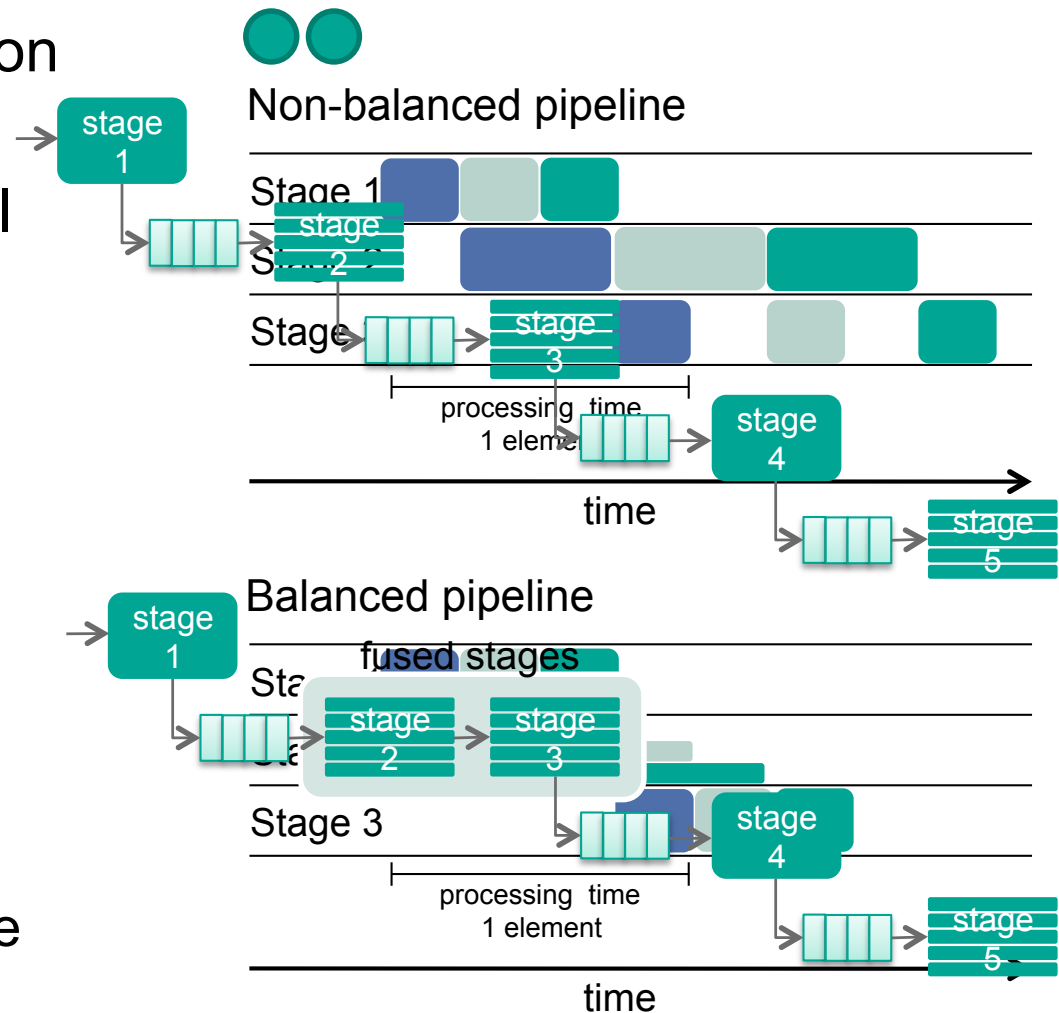 on
Non-balanced pipeline
stage
1
l
Stage 1
stage
2
Stage
stage
3
processing time
1 element
stage
4
time
stage
5
Balanced pipeline
stage
1
fused stages
stage
2
stage
3
Stage 3
stage
4
processing time
1 element
e
stage
5
time